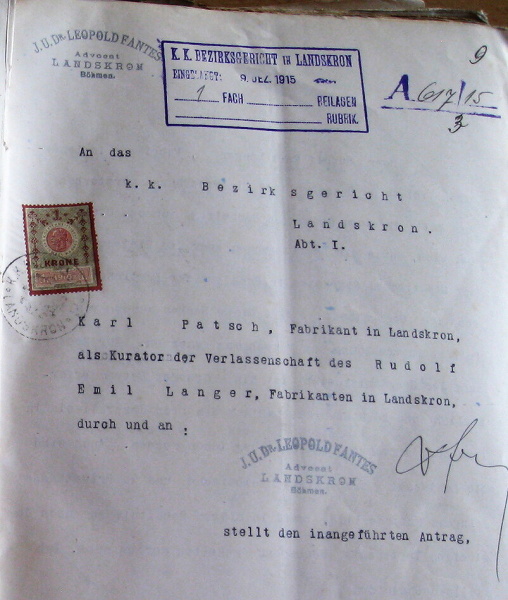 J.U.Dr. LEOPOLD FANTES
Advocat
LANDSKRON
Böhmen.
K. K. BEZIRKSGERICHT IN LANDSKRON
EINGELANGT: 9. DEZ. 1915
1 FACH BEILAGEN
RUBRIK.
9
A 617/15
3
An das
k.k. Bezirksgericht
Landskron.
Abt. I.
1
KRONE
LANDSKRON
Karl Patsch, Fabrikant in Landskron,
als Kurator der Verlassenschaft des Rudolf
Emil Langer, Fabrikanten in Landskron,
durch und an :
J.U.Dr. LEOPOLD FANTES
Advocat
LANDSKRON
Böhmen.
stellt den inangeführten Antrag,